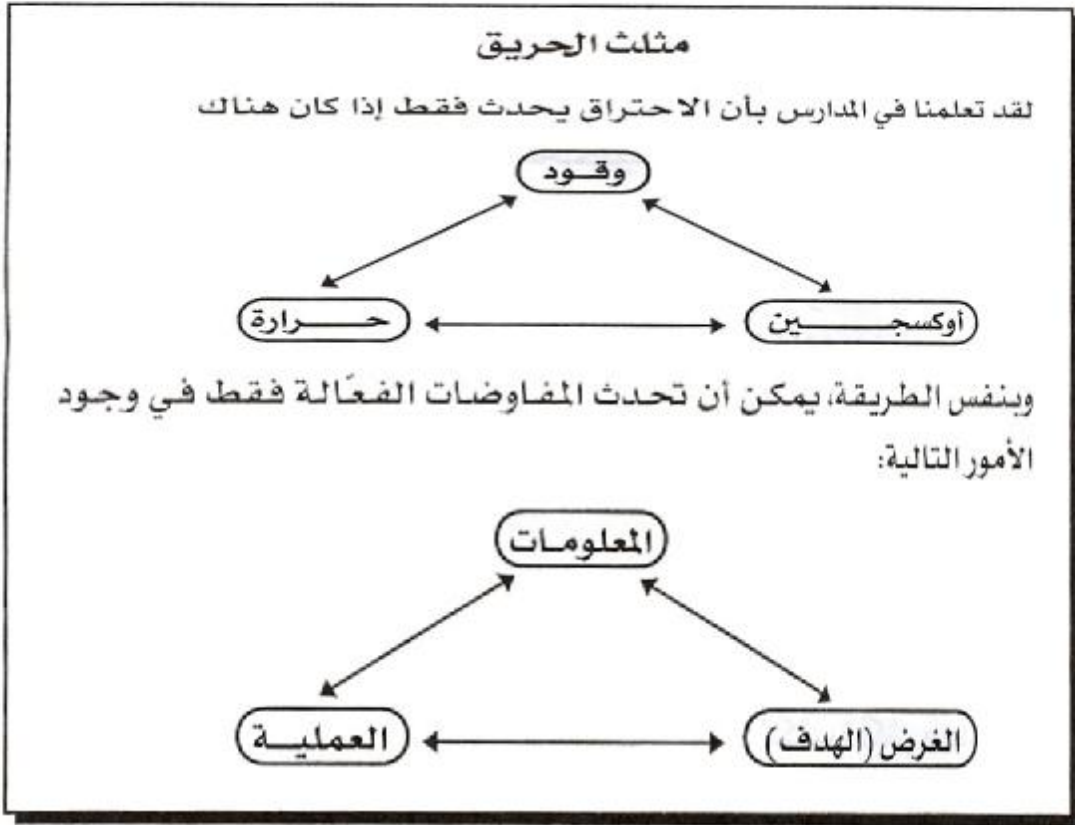 مثلث الحريق
لقد تعلمنا في المدارس بأن الاحتراق يحدث فقط إذا كان هناك
وقود
أوكسجين
حرارة
وبنفس الطريقة، يمكن أن تحدث المفاوضات الفعّالة فقط في وجود
الأمور التالية:
المعلومات
الغرض (الهدف)
العملية